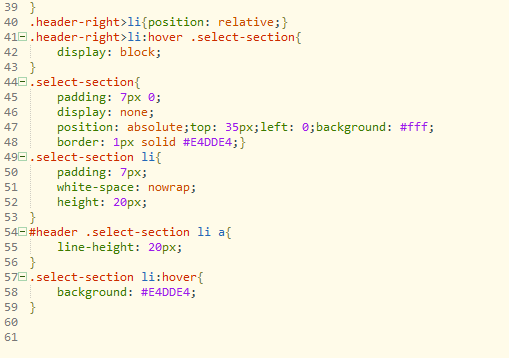 39 }
40 .header-right>li{position: relative;}
41 .header-right>li:hover .select-section{
42     display: block;
43 }
44 .select-section{
45     padding: 7px 0;
46     display: none;
47     position: absolute;top: 35px;left: 0;background: #fff;
48     border: 1px solid #E4DDE4;}
49 .select-section li{
50     padding: 7px;
51     white-space: nowrap;
52     height: 20px;
53 }
54 #header .select-section li a{
55     line-height: 20px;
56 }
57 .select-section li:hover{
58     background: #E4DDE4;
59 }
60
61